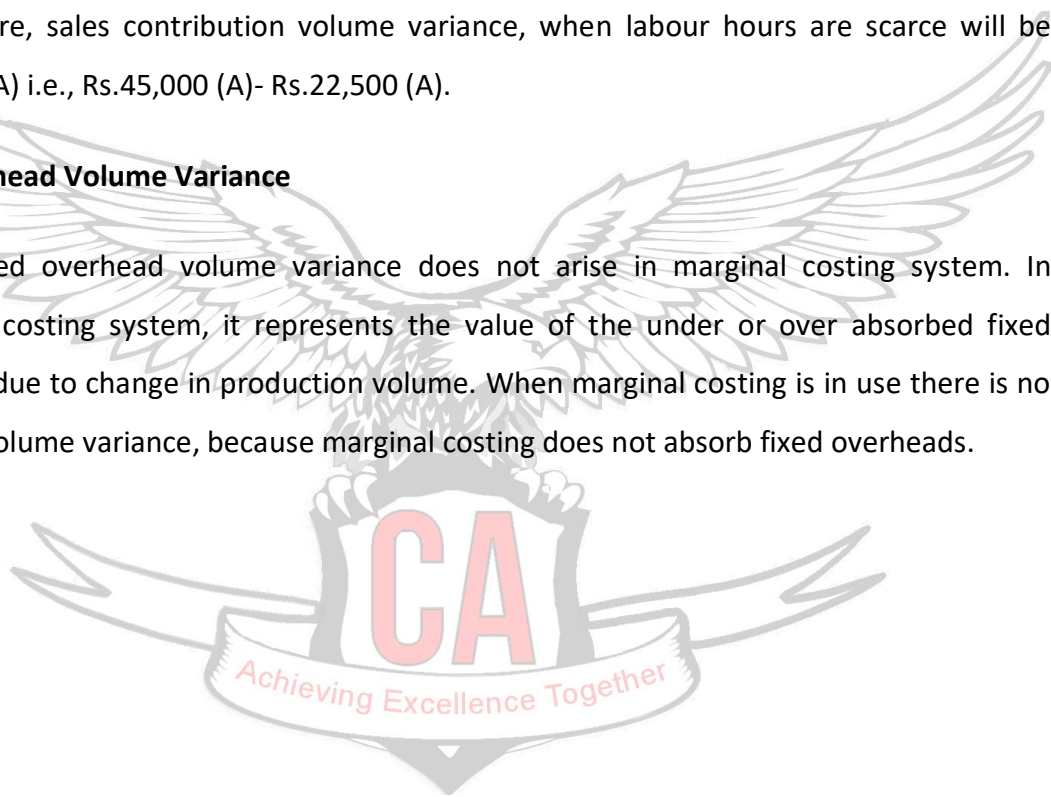 re, sales contribution volume variance, when labour hours are scarce will be
A) i.e., Rs.45,000 (A)- Rs.22,500 (A).
head Volume Variance
ed overhead volume variance does not arise in marginal costing system. In
costing system, it represents the value of the under or over absorbed fixed
due to change in production volume. When marginal costing is in use there is no
olume variance, because marginal costing does not absorb fixed overheads.
CA
Achieving Excellence Together